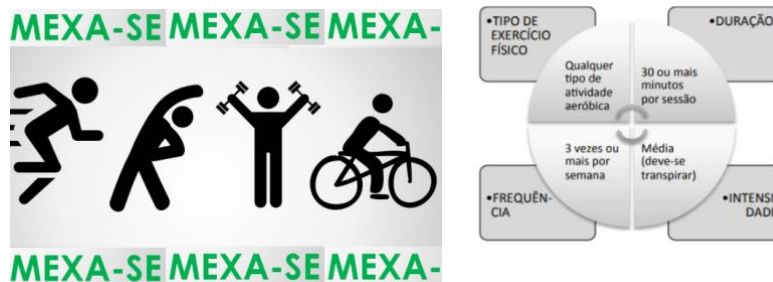 MEXA-SE MEXA-SE MEXA-
MEXA-SE MEXA-SE MEXA-
•TIPO DE
EXERCÍCIO
FÍSICO
•DURAÇÃO
Qualquer
tipo de
atividade
aeróbica
30 ou mais
minutos
por sessão
3 vezes ou
mais por
semana
Média
(deve-se
transpirar)
•FREQUÊN-
CIA
•INTENSI
DADE